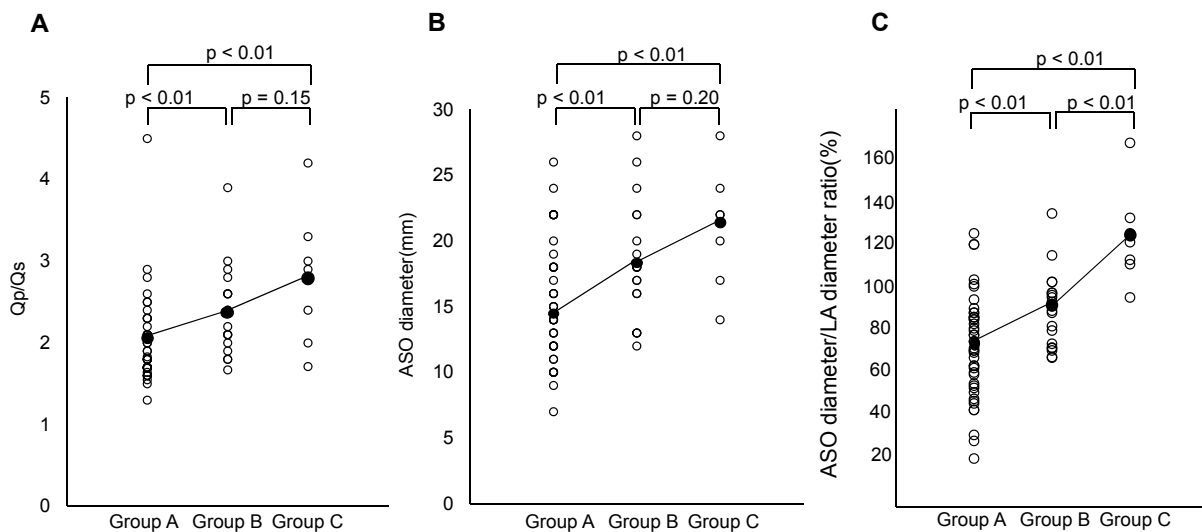 A
p < 0.01
p < 0.01
p = 0.15
Qp/Qs
5
4
3
2
1
0
Group A
Group B
Group C
B
p < 0.01
p < 0.01
p = 0.20
ASO diameter(mm)
30
25
20
15
10
5
0
Group A
Group B
Group C
C
p < 0.01
p < 0.01
p < 0.01
ASO diameter/LA diameter ratio(%)
160
140
120
100
80
60
40
20
Group A
Group B
Group C